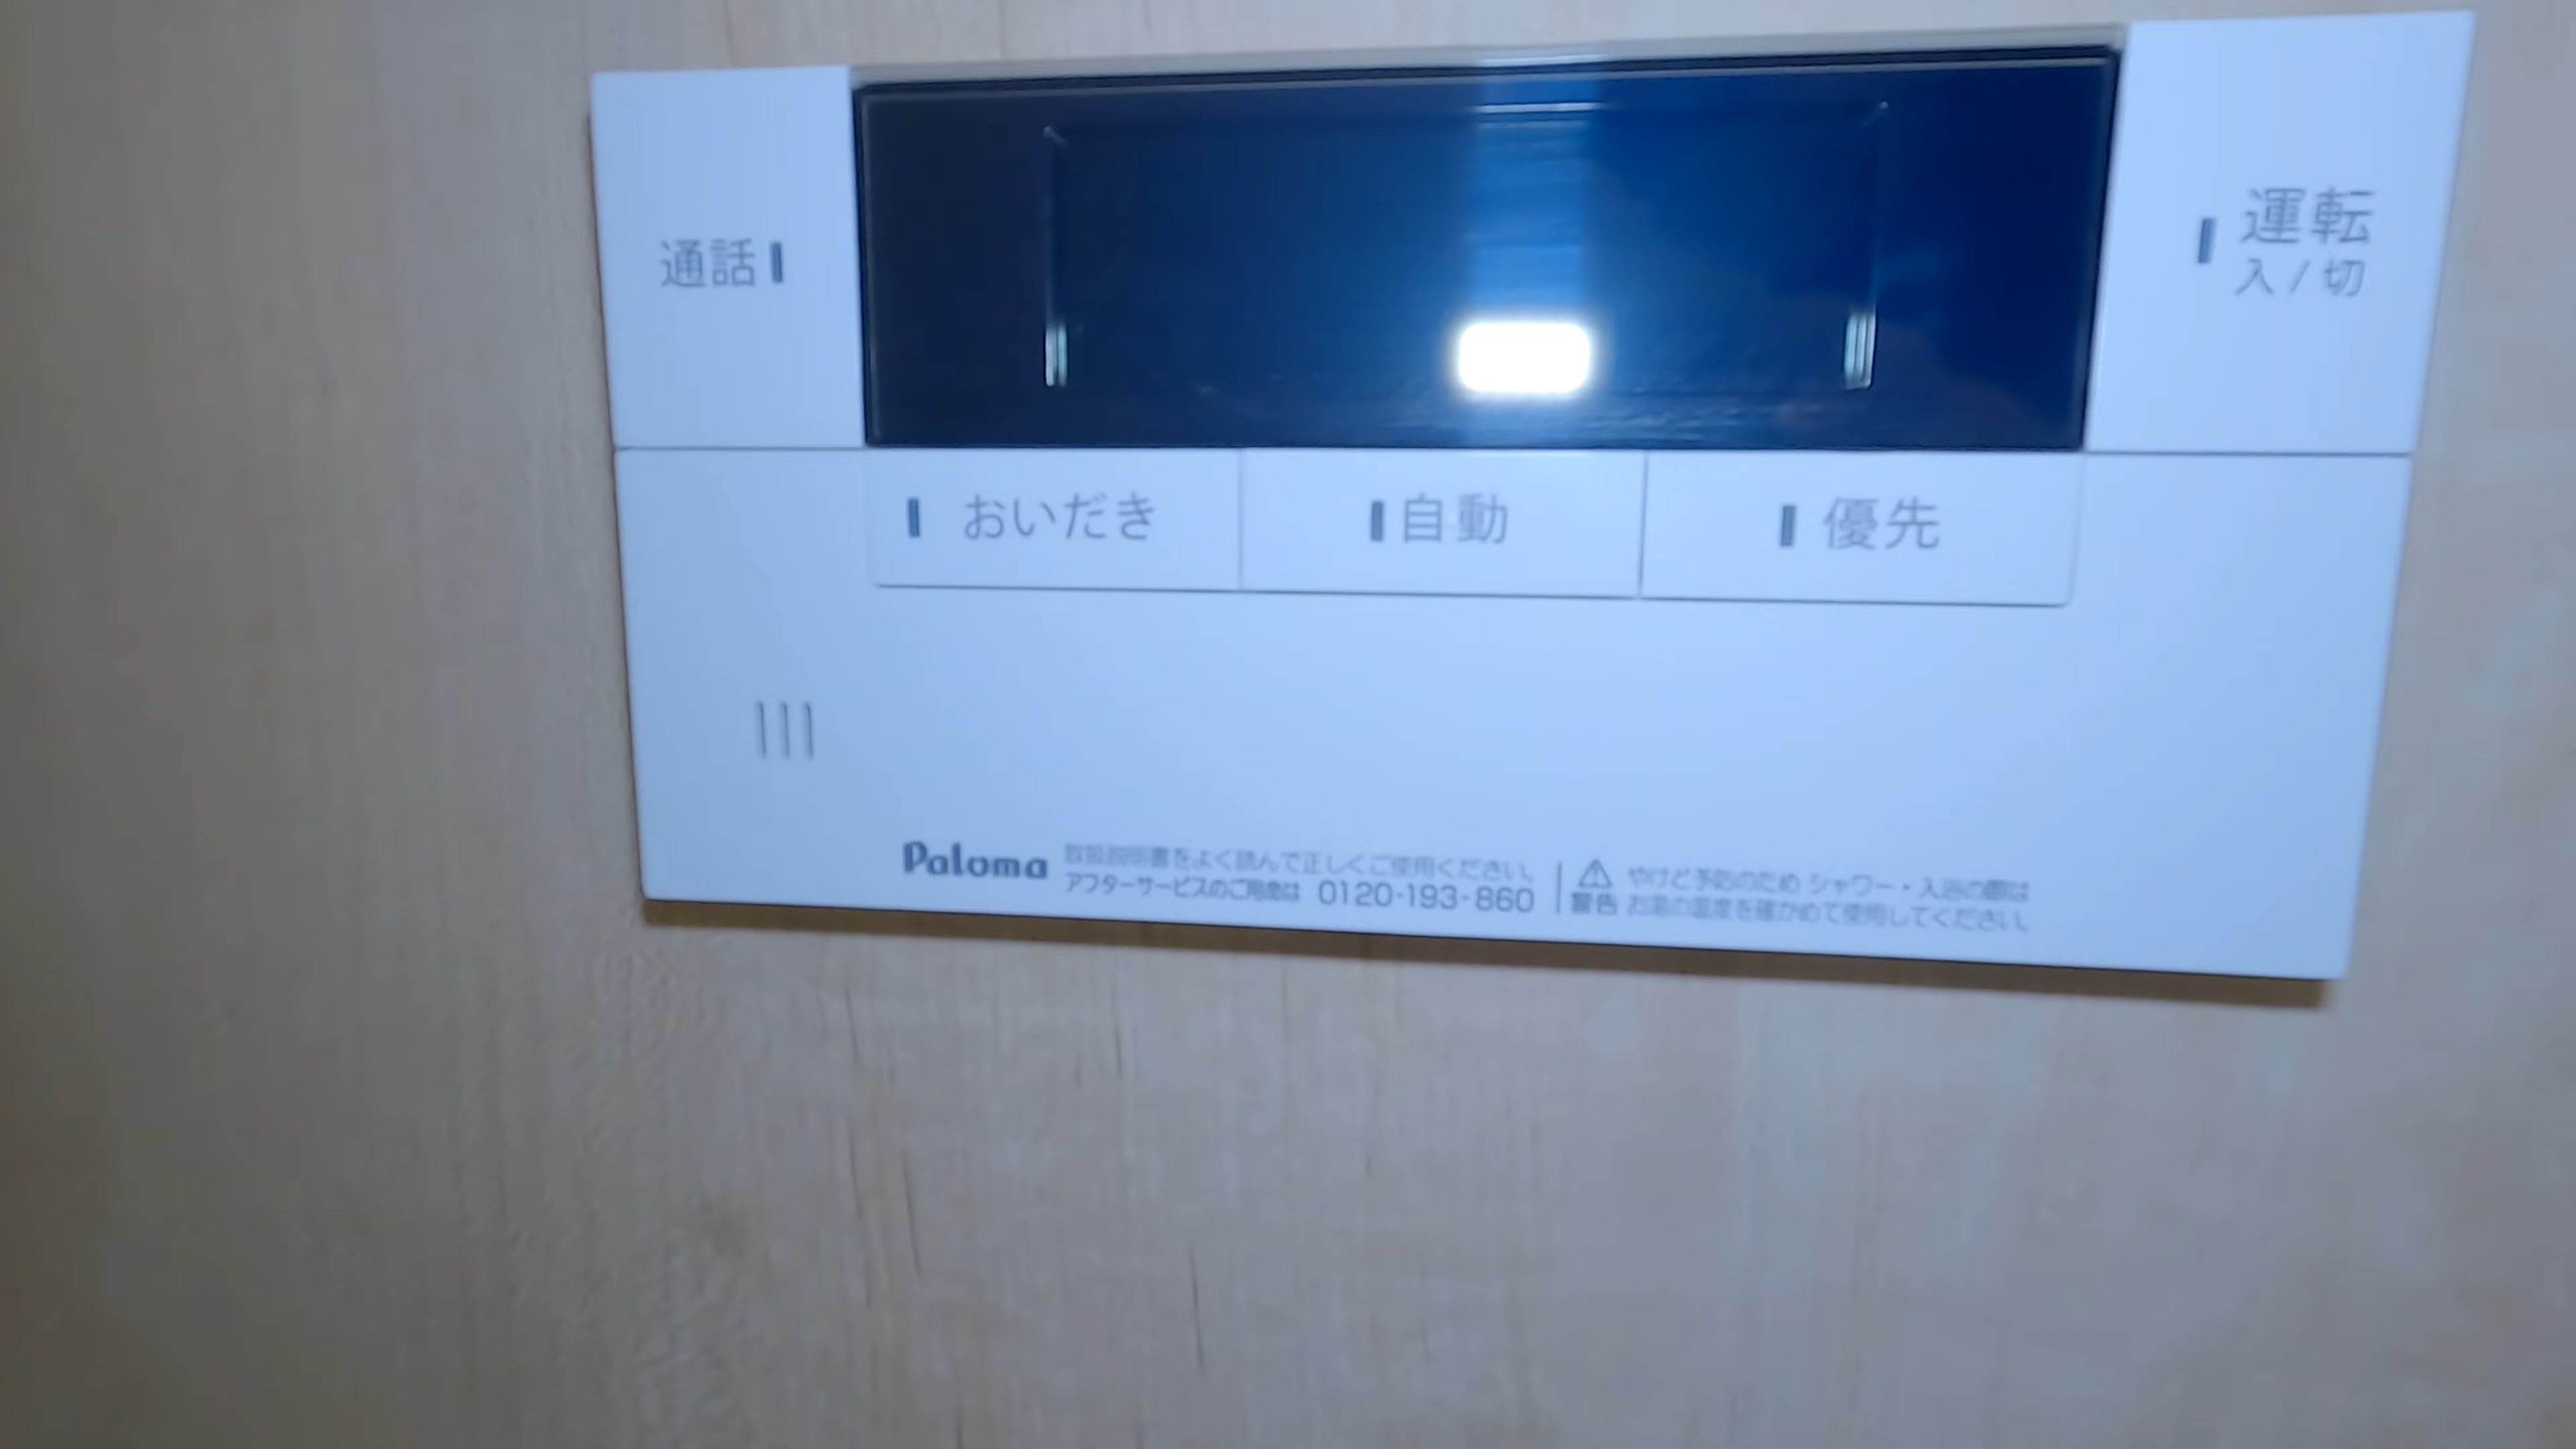 通話
運転
入/切
おいだき
自動
優先
Paloma
取扱説明書をよく読んで正しくご使用ください。
アフターサービスのご用命は 0120-193-860
警告
やけど予防のため シャワー・入浴の際は
お湯の温度を確かめて使用してください。